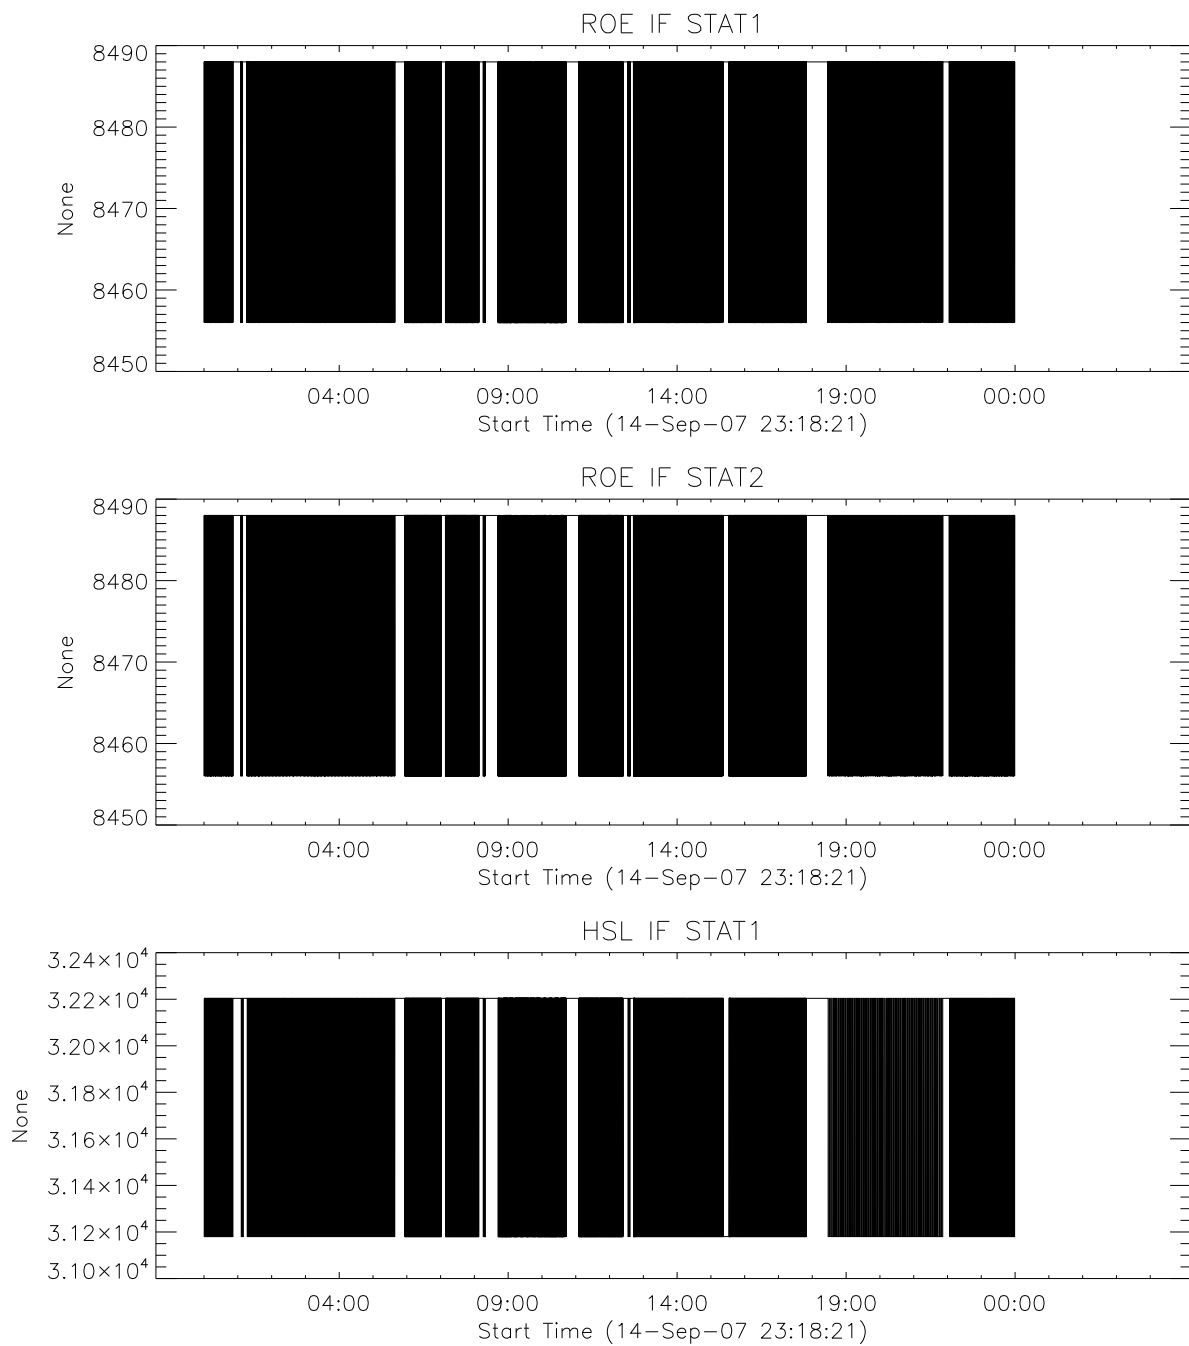 ROE IF STAT1
8490
8480
8470
8460
8450
None
04:00 09:00 14:00 19:00 00:00
Start Time (14-Sep-07 23:18:21)
ROE IF STAT2
8490
8480
8470
8460
8450
None
04:00 09:00 14:00 19:00 00:00
Start Time (14-Sep-07 23:18:21)
HSL IF STAT1
3.24×10⁴
3.22×10⁴
3.20×10⁴
3.18×10⁴
3.16×10⁴
3.14×10⁴
3.12×10⁴
3.10×10⁴
None
04:00 09:00 14:00 19:00 00:00
Start Time (14-Sep-07 23:18:21)